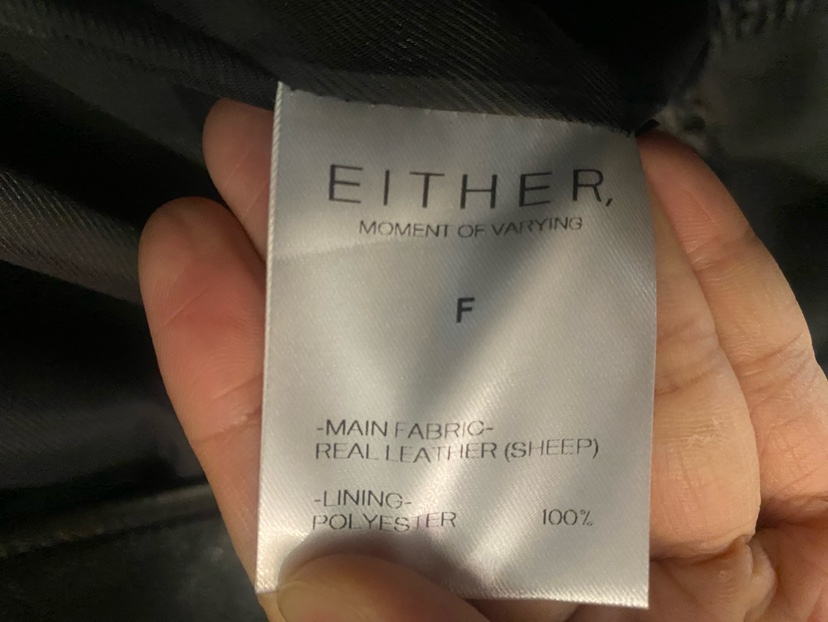 EITHER,
MOMENT OF VARYING
F
-MAIN FABRIC-
REAL LEATHER (SHEEP)
-LINING-
POLYESTER 100%